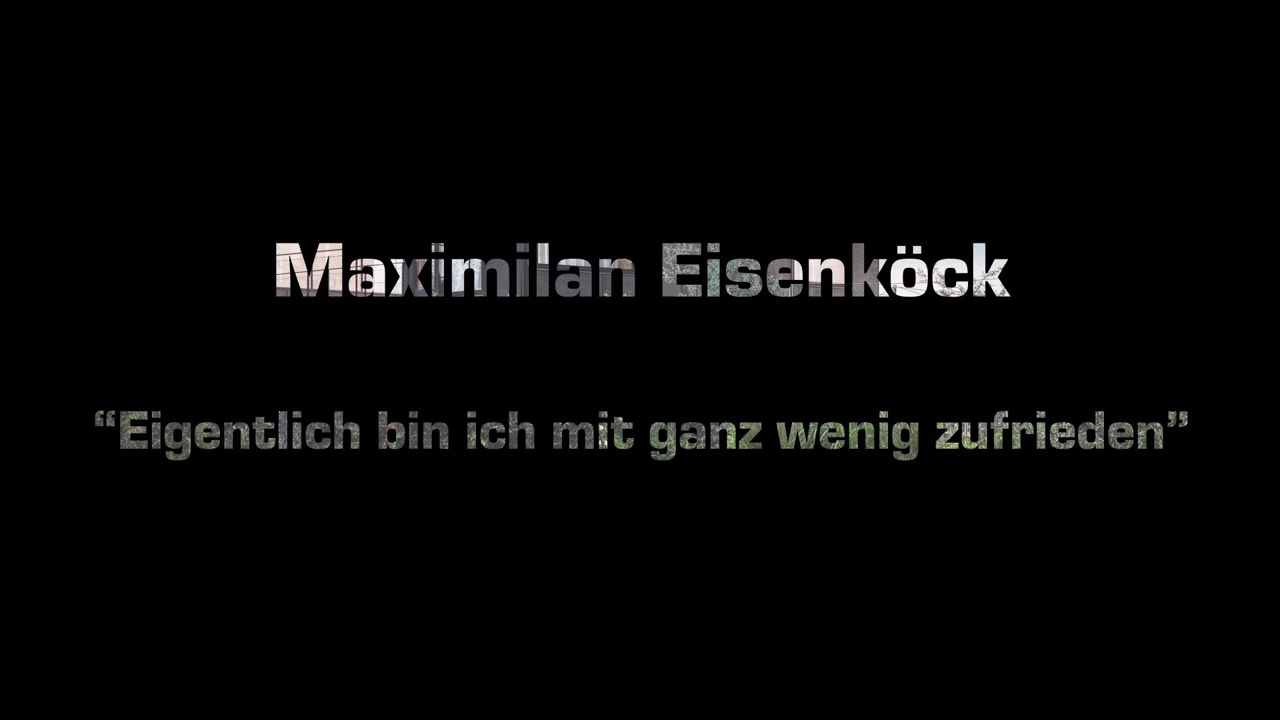 Maximilan Eisenköck
“Eigentlich bin ich mit ganz wenig zufrieden”